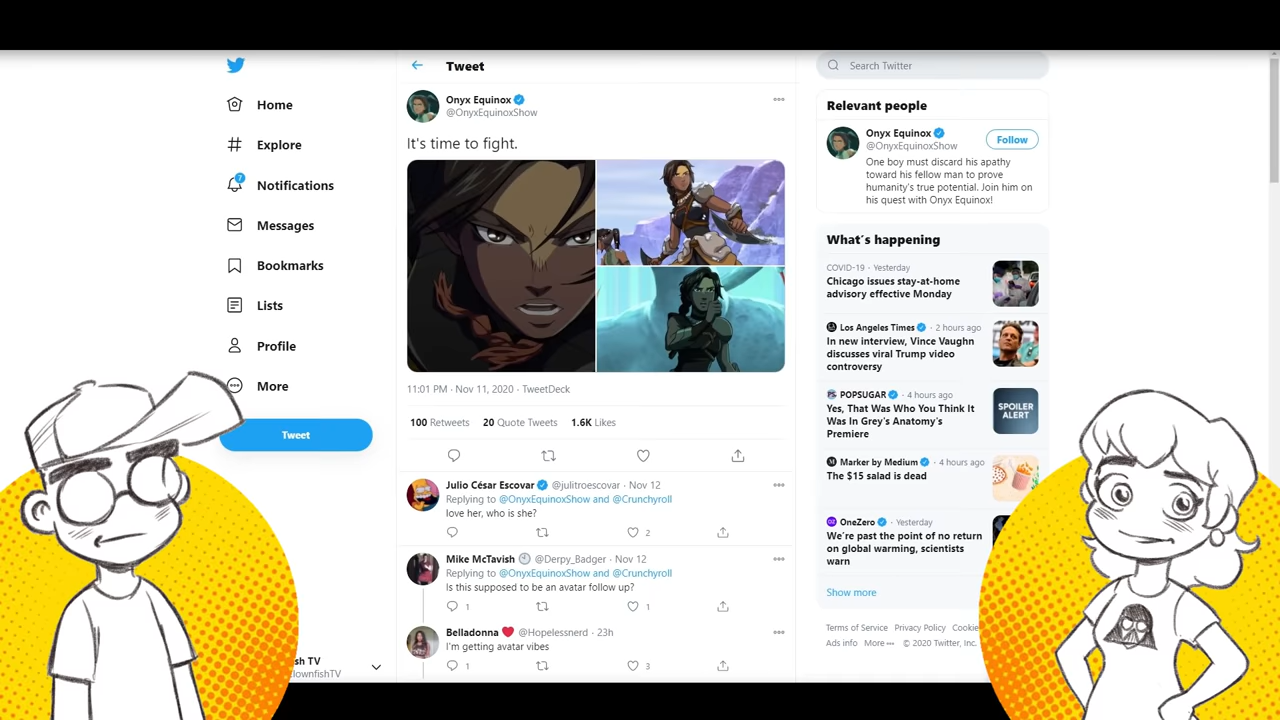 Home
Explore
7
Notifications
Messages
Bookmarks
Lists
Profile
More
Tweet
sh TV
lownfishTV
Tweet
Onyx Equinox
@OnyxEquinoxShow
It's time to fight.
11:01 PM · Nov 11, 2020 · TweetDeck
100 Retweets 20 Quote Tweets 1.6K Likes
Julio César Escovar @julitroescovar · Nov 12
Replying to @OnyxEquinoxShow and @Crunchyroll
love her, who is she?
2
Mike McTavish @Derpy_Badger · Nov 12
Replying to @OnyxEquinoxShow and @Crunchyroll
Is this supposed to be an avatar follow up?
1 1
Belladonna @Hopelessnerd · 23h
I'm getting avatar vibes
1 3
Search Twitter
Relevant people
Onyx Equinox
@OnyxEquinoxShow
Follow
One boy must discard his apathy
toward his fellow man to prove
humanity's true potential. Join him on
his quest with Onyx Equinox!
What's happening
COVID-19 · Yesterday
Chicago issues stay-at-home
advisory effective Monday
Los Angeles Times · 2 hours ago
In new interview, Vince Vaughn
discusses viral Trump video
controversy
POPSUGAR · 4 hours ago
Yes, That Was Who You Think It
Was In Grey's Anatomy's
Premiere
SPOILER
ALERT
Marker by Medium · 4 hours ago
The $15 salad is dead
OneZero · Yesterday
We're past the point of no return
on global warming, scientists
warn
Show more
Terms of Service Privacy Policy Cookie
Ads info More © 2020 Twitter, Inc.